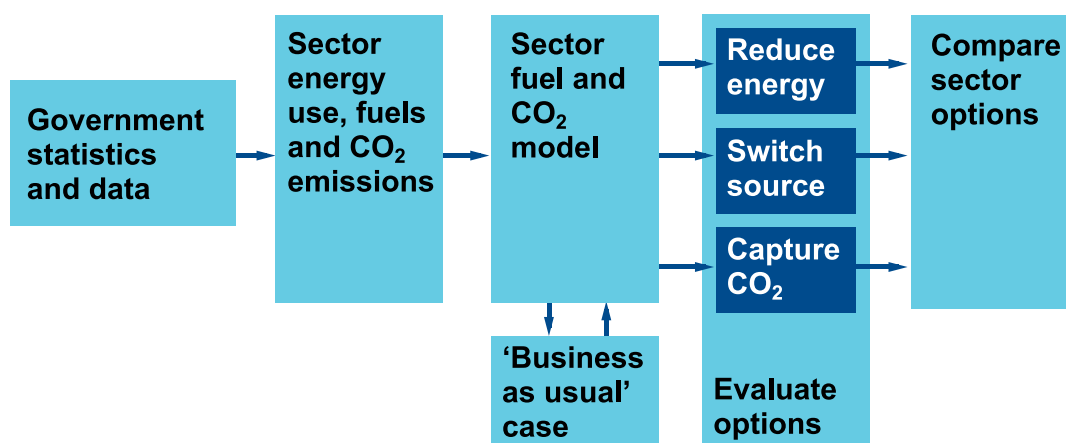 Government
statistics
and data
Sector
energy
use, fuels
and CO₂
emissions
Sector
fuel and
CO₂
model
‘Business
as usual’
case
Reduce
energy
Switch
source
Capture
CO₂
Evaluate
options
Compare
sector
options